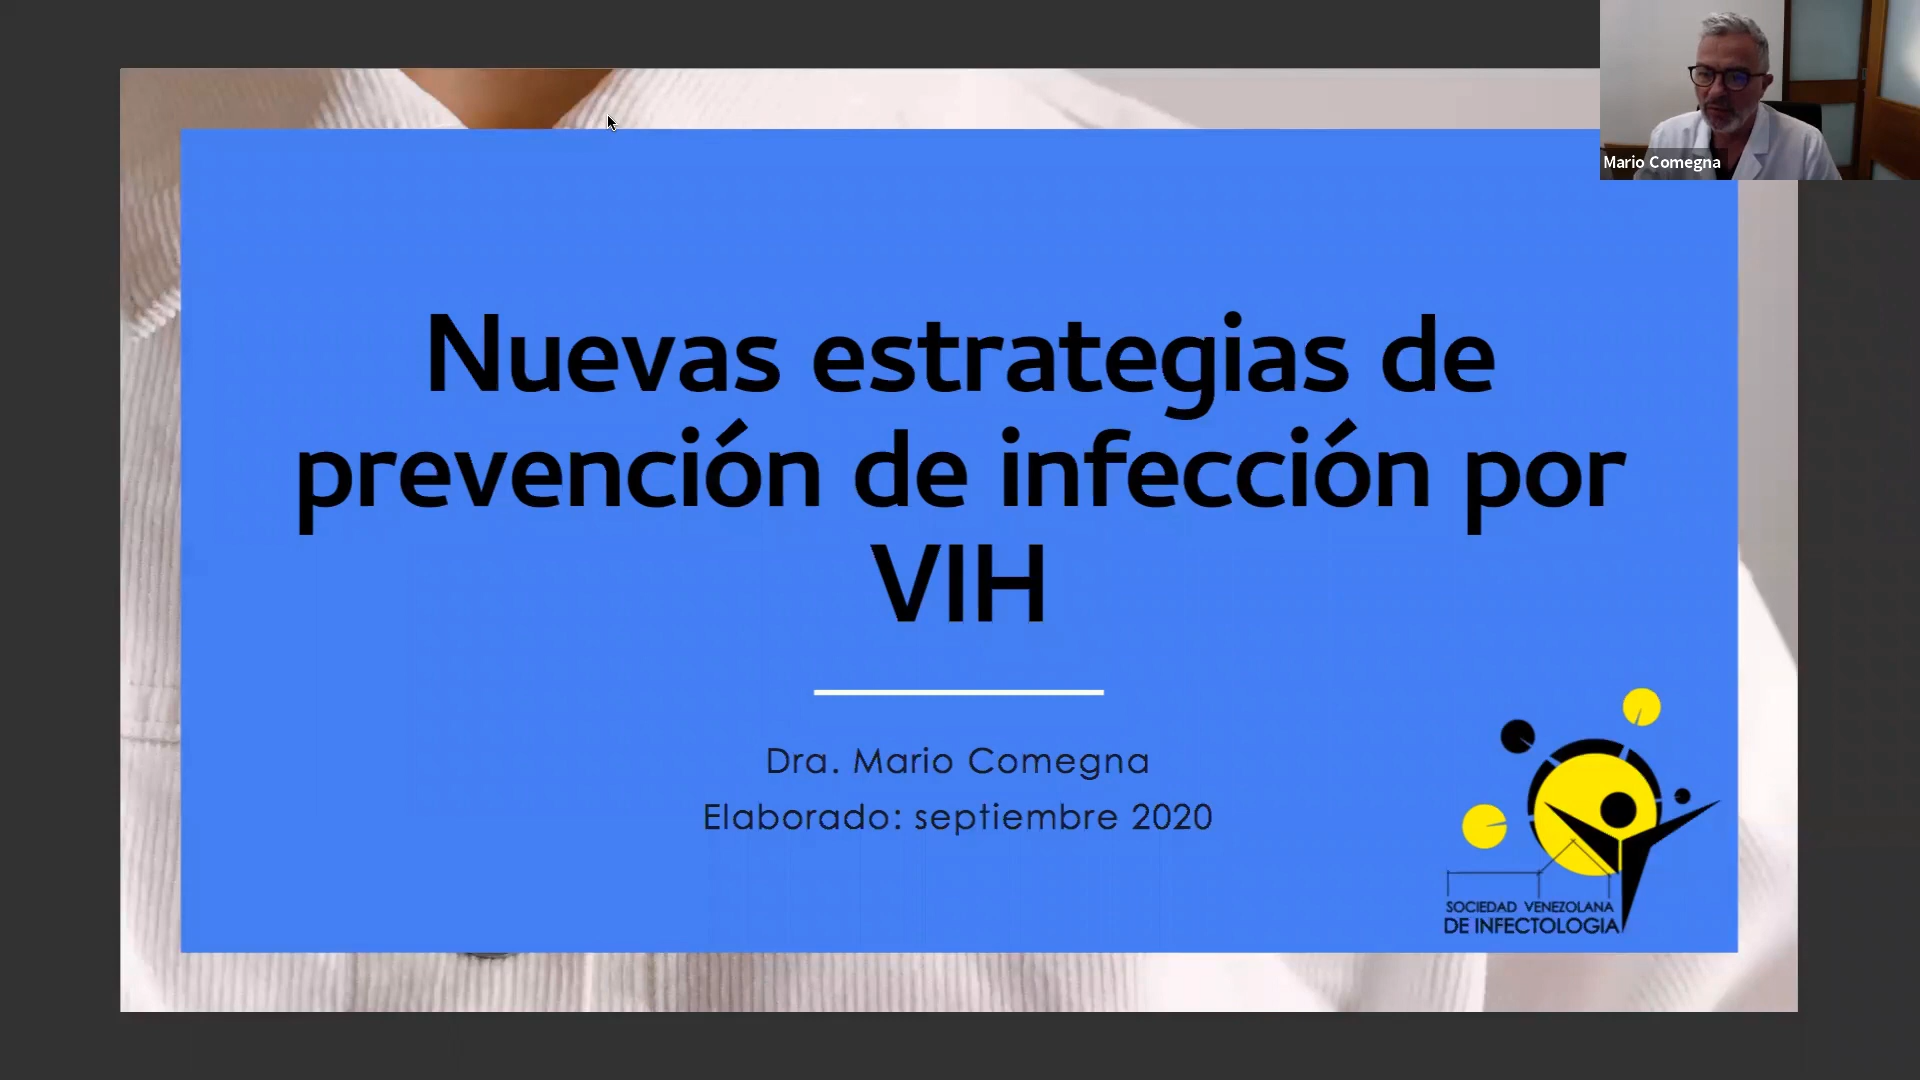 Mario Comegna
Nuevas estrategias de
prevención de infección por
VIH
Dra. Mario Comegna
Elaborado: septiembre 2020
SOCIEDAD VENEZOLANA
DE INFECTOLOGIA